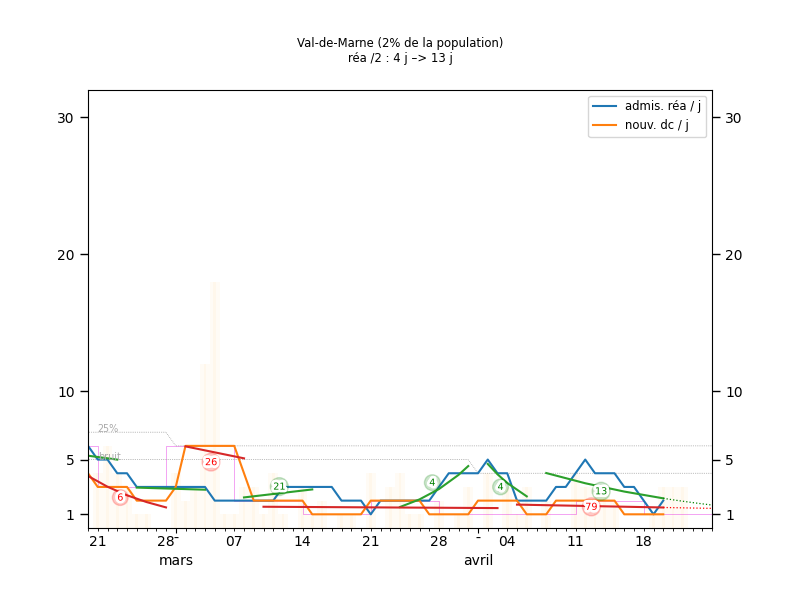 Val-de-Marne (2% de la population)
réa /2 : 4 j –> 13 j
admis. réa / j
nouv. dc / j
30 30
20 20
10 10
5 5
1 1
25%
bruit
6
26
21
4
4
13
79
21 28 07 14 21 28 04 11 18
mars avril